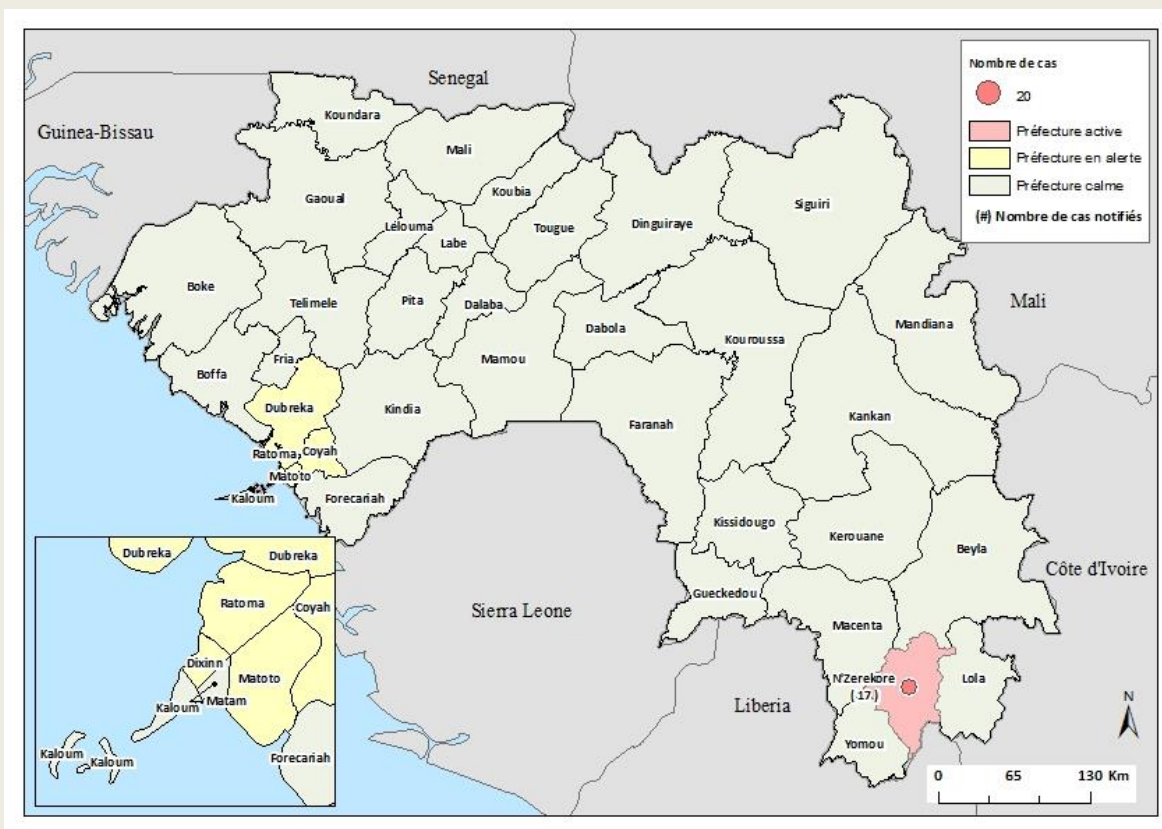 Senegal
Guinea-Bissau
Mali
Côte d'Ivoire
Liberia
Sierra Leone
Koundara
Mali
Gaoual
Koubia
Lelouma
Labe
Tougue
Dinguiraye
Siguiri
Boke
Telimele
Pita
Dalaba
Dabola
Kouroussa
Mandiana
Fria
Boffa
Mamou
Dubreka
Kindia
Faranah
Kankan
Ratoma
Coyah
Matoto
Kaloum
Forecariah
Kissidougo
Kerouane
Beyla
Gueckedou
Macenta
N'Zerekore
(17)
Lola
Yomou
Nombre de cas
20
Préfecture active
Préfecture en alerte
Préfecture calme
(#) Nombre de cas notifiés
Dubreka
Dubreka
Ratoma
Coyah
Dixinn
Matoto
Matam
Kaloum
Kaloum
Kaloum
Forecariah
N
0 65 130 Km